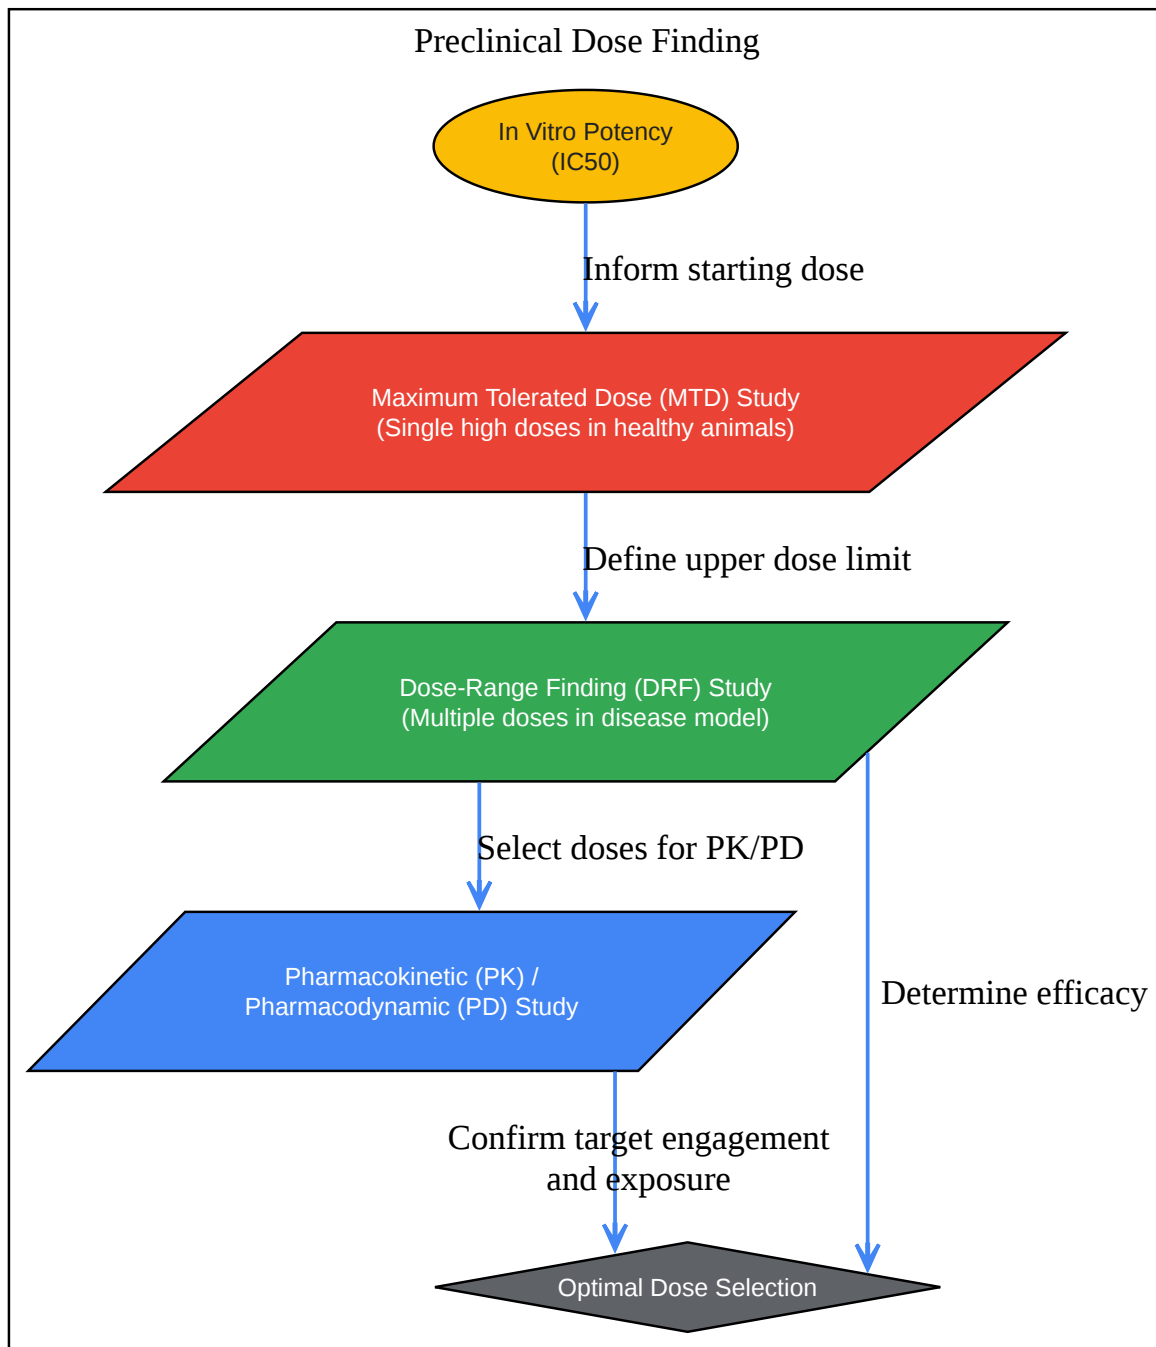 Preclinical Dose Finding
In Vitro Potency
(IC50)
Inform starting dose
Maximum Tolerated Dose (MTD) Study
(Single high doses in healthy animals)
Define upper dose limit
Dose-Range Finding (DRF) Study
(Multiple doses in disease model)
Select doses for PK/PD
Pharmacokinetic (PK) /
Pharmacodynamic (PD) Study
Determine efficacy
Confirm target engagement
and exposure
Optimal Dose Selection